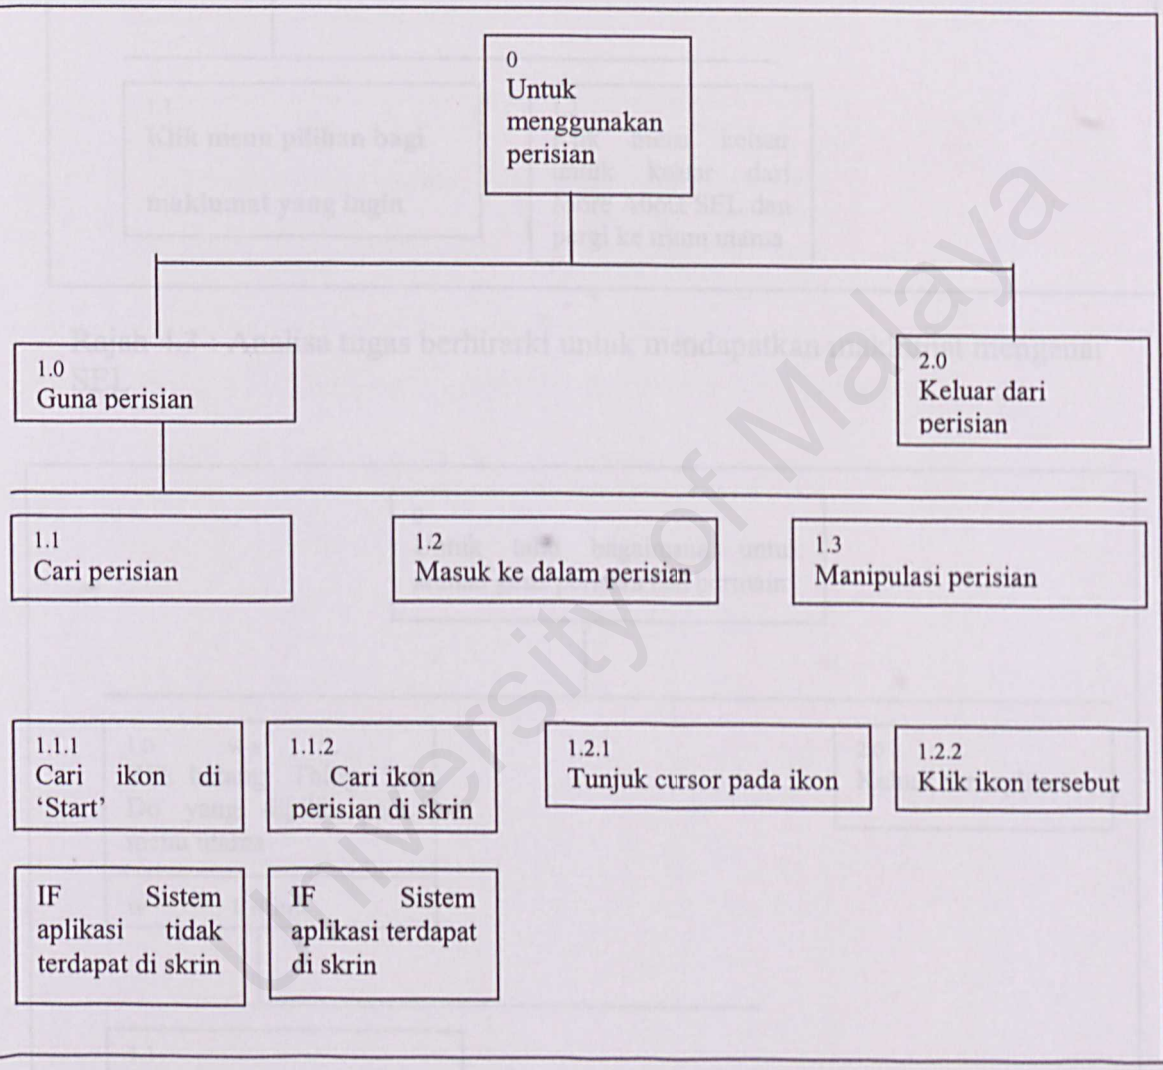 0
Untuk
menggunakan
perisian
1.0
Guna perisian
2.0
Keluar dari
perisian
1.1
Cari perisian
1.2
Masuk ke dalam perisian
1.3
Manipulasi perisian
1.1.1
Cari ikon di
‘Start’
1.1.2
Cari ikon
perisian di skrin
1.2.1
Tunjuk cursor pada ikon
1.2.2
Klik ikon tersebut
IF Sistem
aplikasi tidak
terdapat di skrin
IF Sistem
aplikasi terdapat
di skrin
University of Malaya